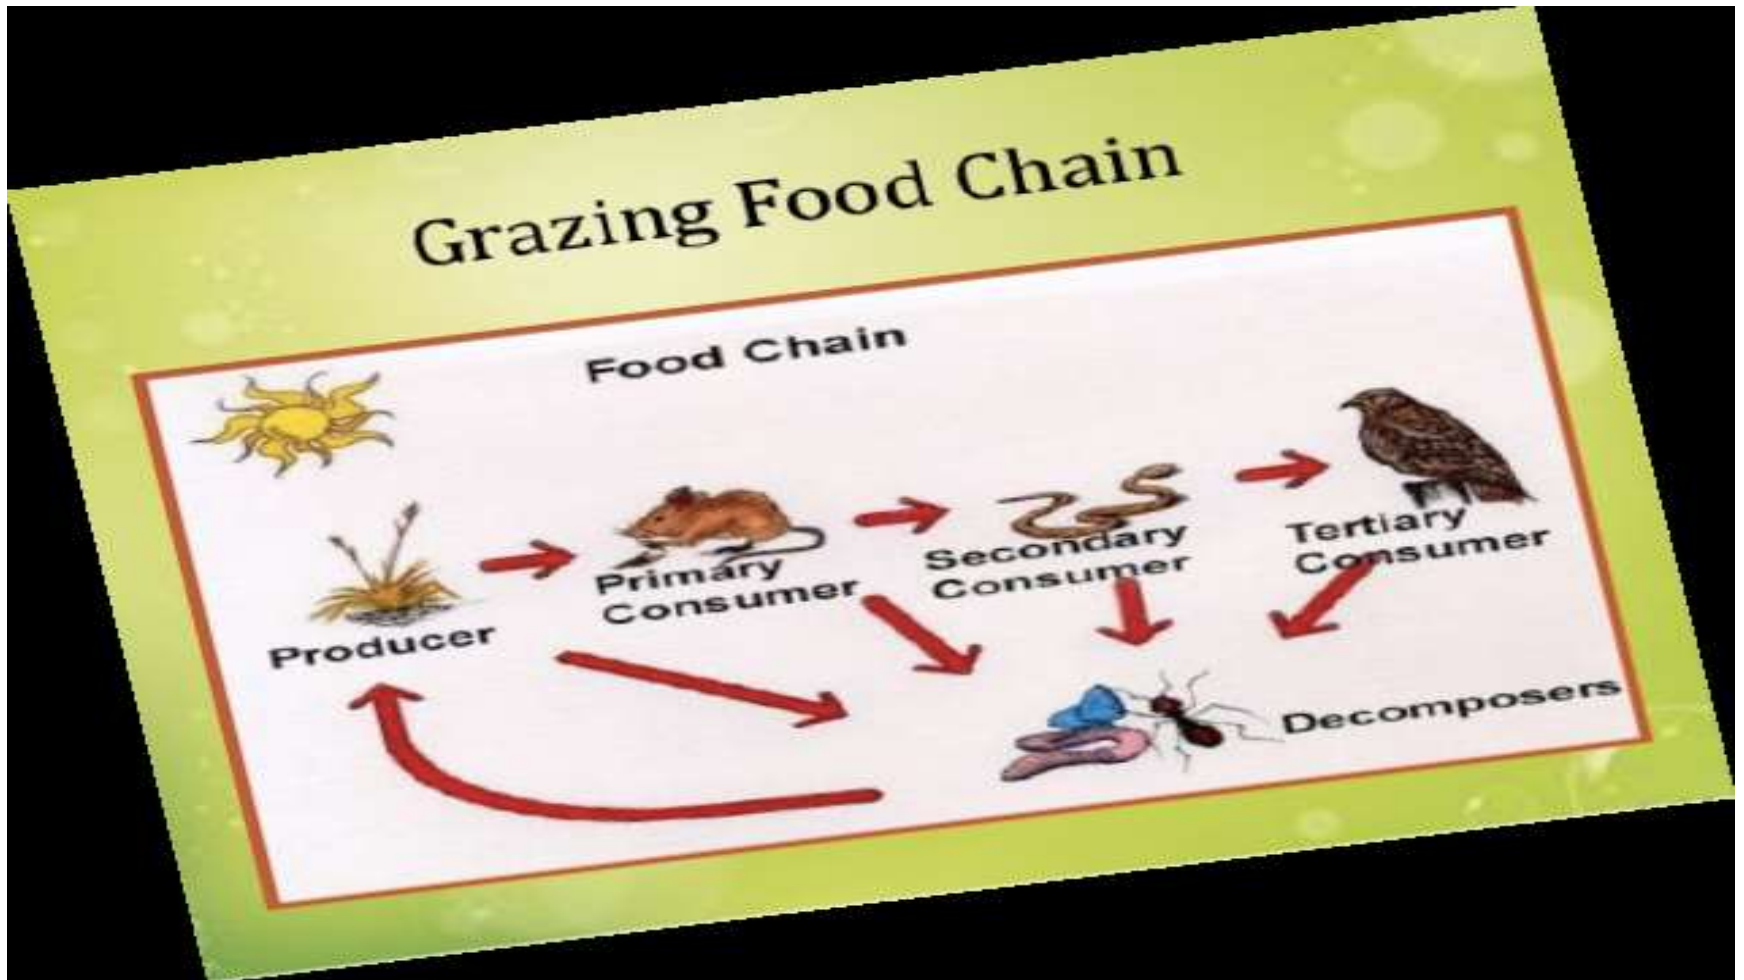 Grazing Food Chain
Food Chain
Producer
Primary
Consumer
Secondary
Consumer
Tertiary
Consumer
Decomposers